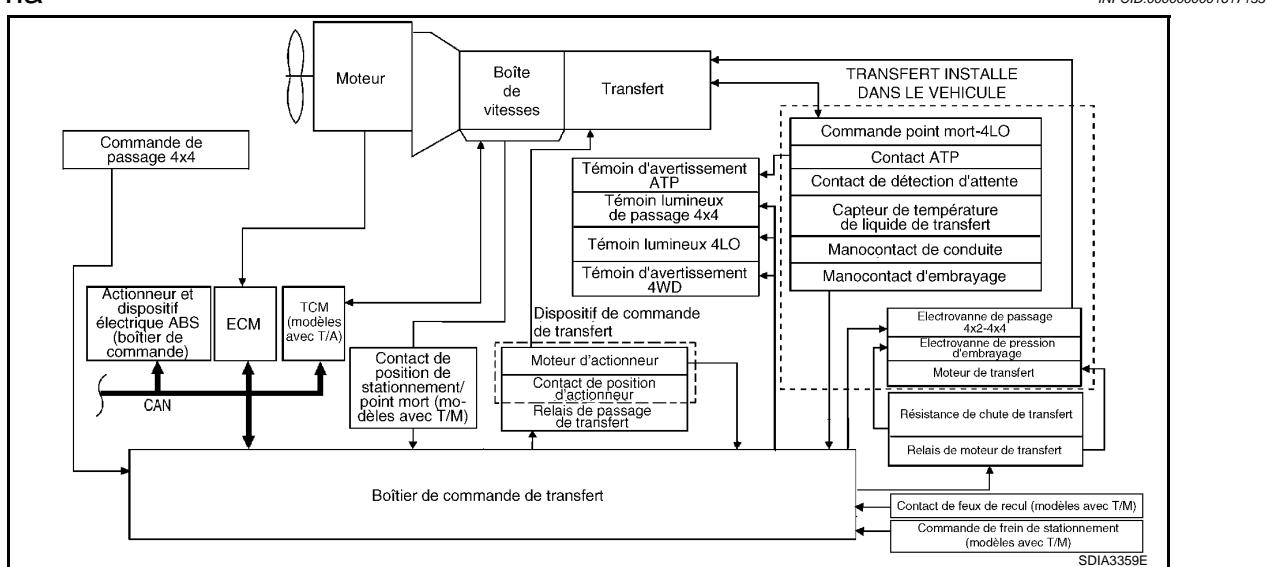 Moteur
Boîte
de
vitesses
Transfert
TRANSFERT INSTALLE
DANS LE VEHICULE
Commande de
passage 4x4
Commande point mort-4LO
Contact ATP
Contact de détection d'attente
Capteur de température
de liquide de transfert
Manocontact de conduite
Manocontact d'embrayage
Témoin d'avertissement
ATP
Témoin lumineux
de passage 4x4
Témoin lumineux 4LO
Témoin d'avertissement
4WD
Actionneur et
dispositif
électrique ABS
(boîtier de
commande)
ECM
TCM
(modèles
avec T/A)
CAN
Contact de
position de
stationnement/
point mort (mo-
dèles avec T/M)
Dispositif de commande
de transfert
Moteur d'actionneur
Contact de position
d'actionneur
Relais de passage
de transfert
Electrovanne de passage
4x2-4x4
Electrovanne de pression
d'embrayage
Moteur de transfert
Résistance de chute de transfert
Relais de moteur de transfert
Boîtier de commande de transfert
Contact de feux de recul (modèles avec T/M)
Commande de frein de stationnement
(modèles avec T/M)
SDIA3359E